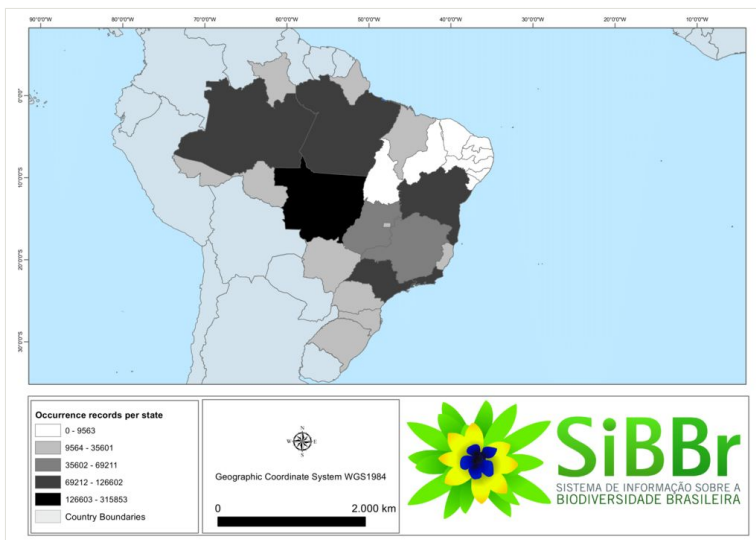 90°0'0"W 80°0'0"W 70°0'0"W 60°0'0"W 50°0'0"W 40°0'0"W 30°0'0"W 20°0'0"W 10°0'0"W
0°0'0"
10°0'0"S
20°0'0"S
30°0'0"S
Occurrence records per state
0 - 9563
9564 - 35601
35602 - 69211
69212 - 126602
126603 - 315853
Country Boundaries
N
W E
S
Geographic Coordinate System WGS1984
0 2.000 km
SiBBr
SISTEMA DE INFORMAÇÃO SOBRE A
BIODIVERSIDADE BRASILEIRA